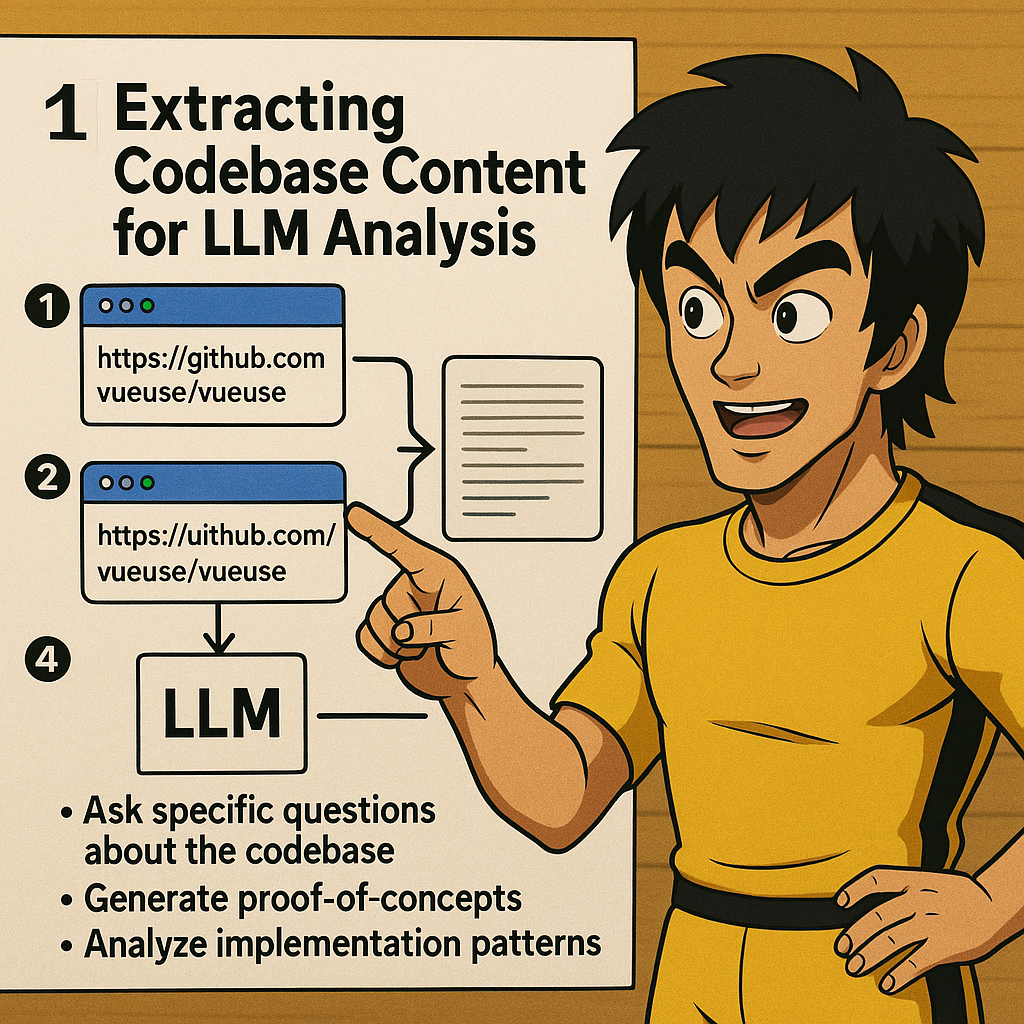 1 Extracting
Codebase Content
for LLM Analysis
1
https://github.com
vueuse/vueuse
2
https://uithub.com/
vueuse/vueuse
4
LLM
• Ask specific questions
about the codebase
• Generate proof-of-concepts
• Analyze implementation patterns